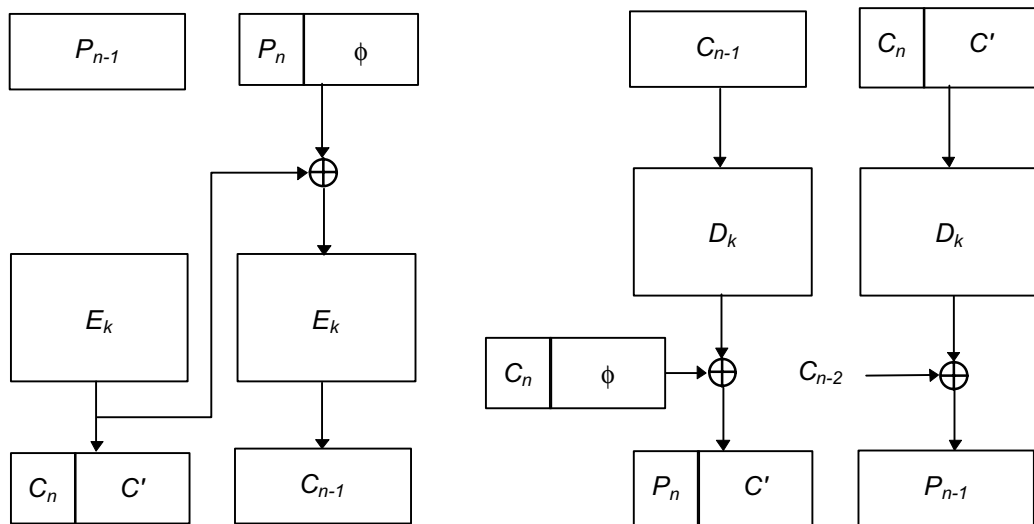 P_{n-1}
P_n ϕ
E_k
E_k
C_n C'
C_{n-1}
C_{n-1}
C_n C'
D_k
D_k
C_n ϕ
C_{n-2}
P_n C'
P_{n-1}